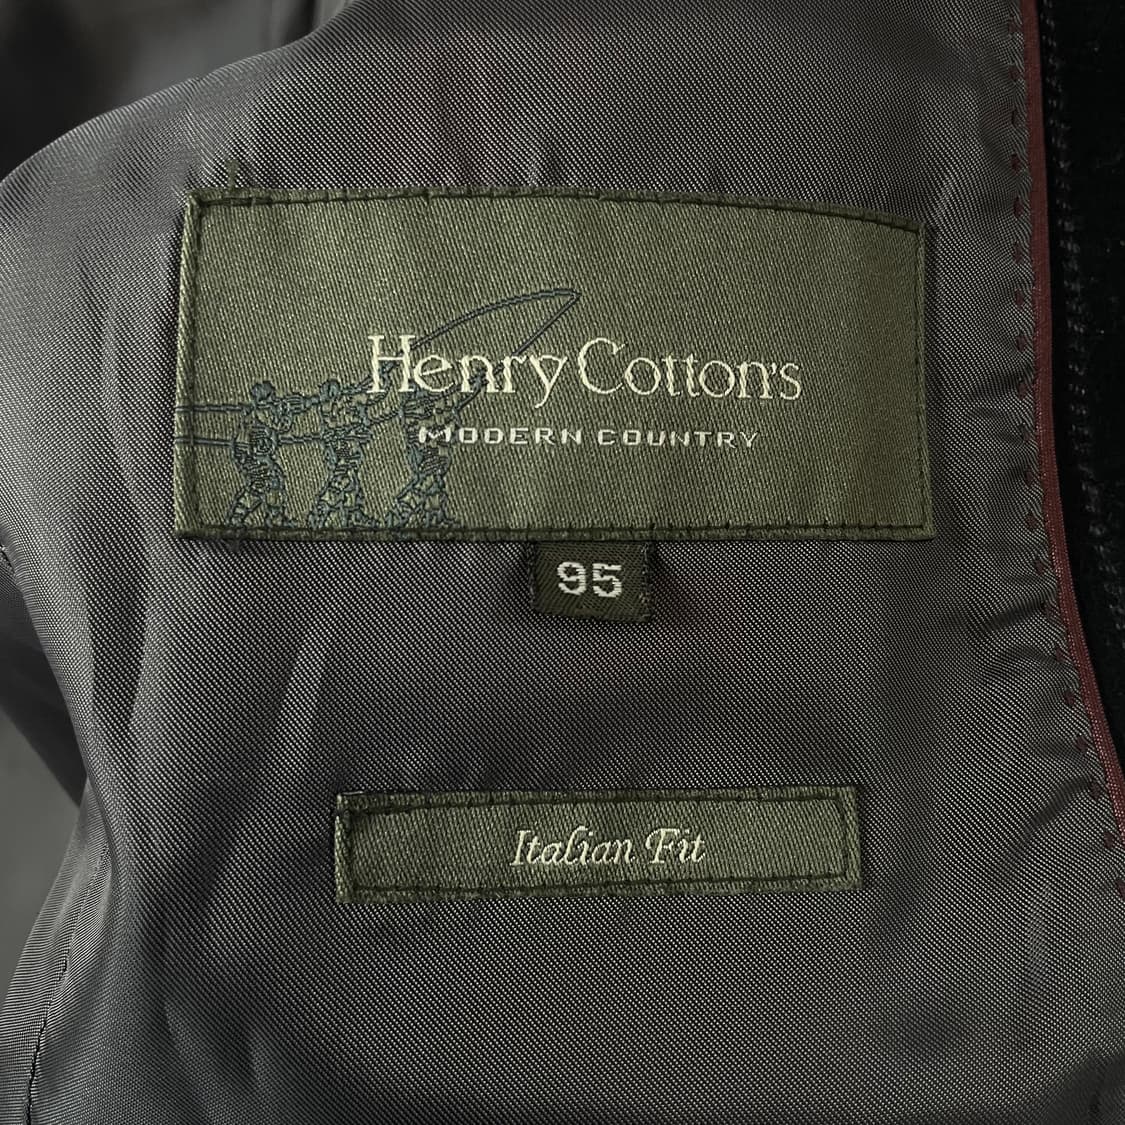 Henry Cotton's
MODERN COUNTRY
95
Italian Fit